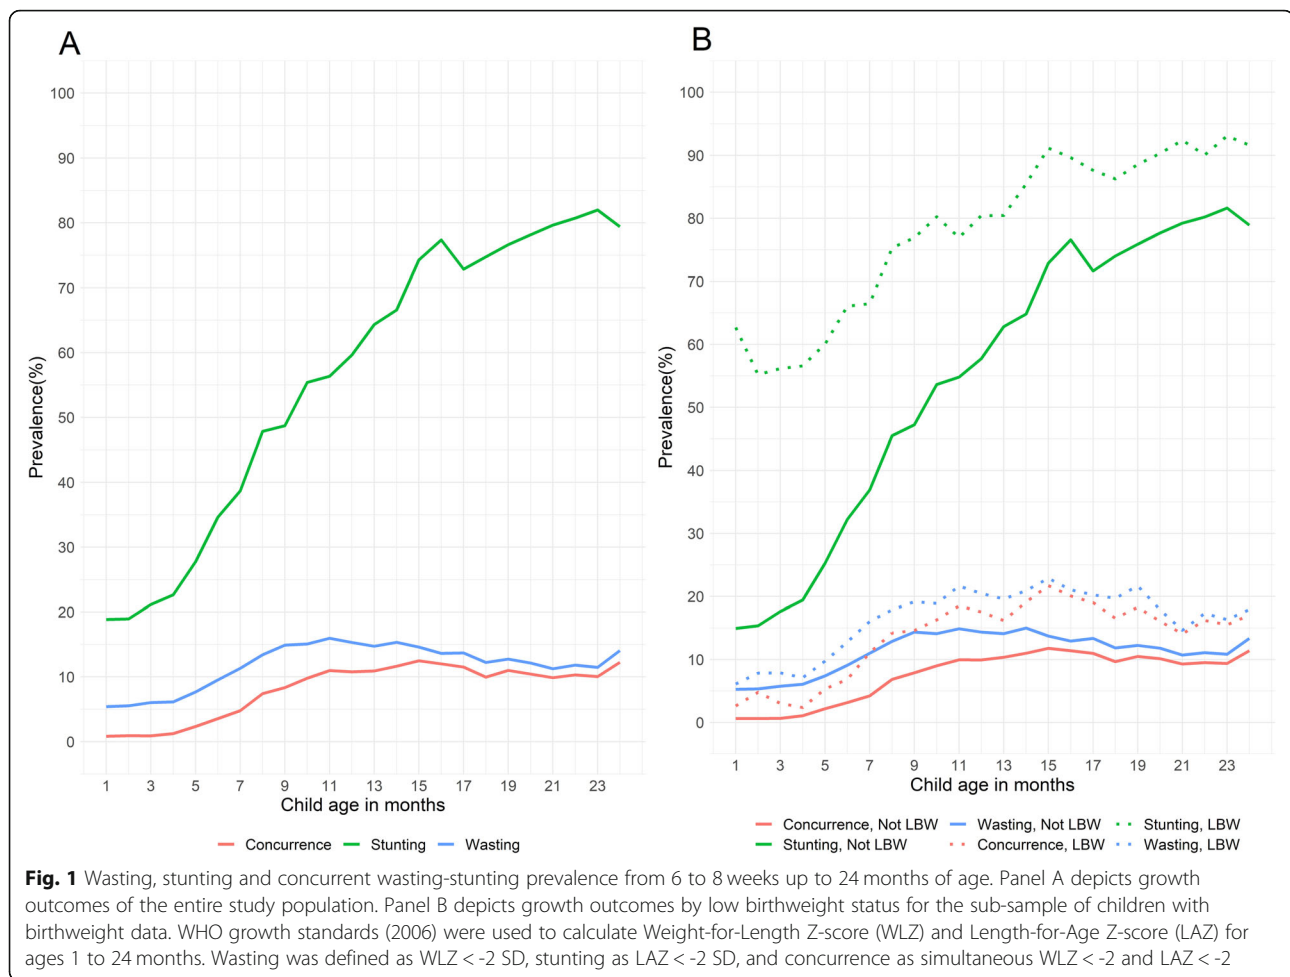 A
100
90
80
70
60
50
40
30
20
10
0
Prevalence(%)
1 3 5 7 9 11 13 15 17 19 21 23
Child age in months
Concurrence Stunting Wasting
B
100
90
80
70
60
50
40
30
20
10
0
Prevalence(%)
1 3 5 7 9 11 13 15 17 19 21 23
Child age in months
Concurrence, Not LBW Wasting, Not LBW Stunting, LBW
Stunting, Not LBW Concurrence, LBW Wasting, LBW
Fig. 1 Wasting, stunting and concurrent wasting-stunting prevalence from 6 to 8 weeks up to 24 months of age. Panel A depicts growth
outcomes of the entire study population. Panel B depicts growth outcomes by low birthweight status for the sub-sample of children with
birthweight data. WHO growth standards (2006) were used to calculate Weight-for-Length Z-score (WLZ) and Length-for-Age Z-score (LAZ) for
ages 1 to 24 months. Wasting was defined as WLZ < -2 SD, stunting as LAZ < -2 SD, and concurrence as simultaneous WLZ < -2 and LAZ < -2